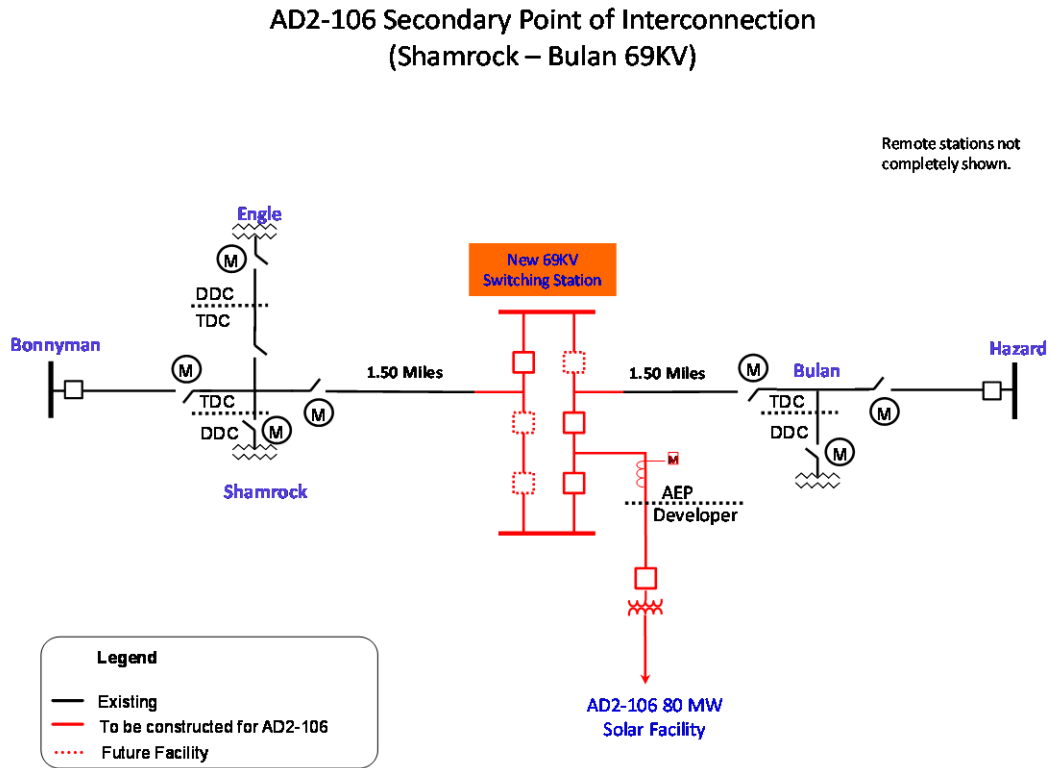 AD2-106 Secondary Point of Interconnection
(Shamrock – Bulan 69KV)
Remote stations not
completely shown.
Engle
M
DDC
TDC
New 69KV
Switching Station
Bonnyman
M
1.50 Miles
1.50 Miles
M
Bulan
Hazard
TDC
DDC
M
M
TDC
DDC
M
M
Shamrock
M
AEP
Developer
Legend
Existing
To be constructed for AD2-106
Future Facility
AD2-106 80 MW
Solar Facility